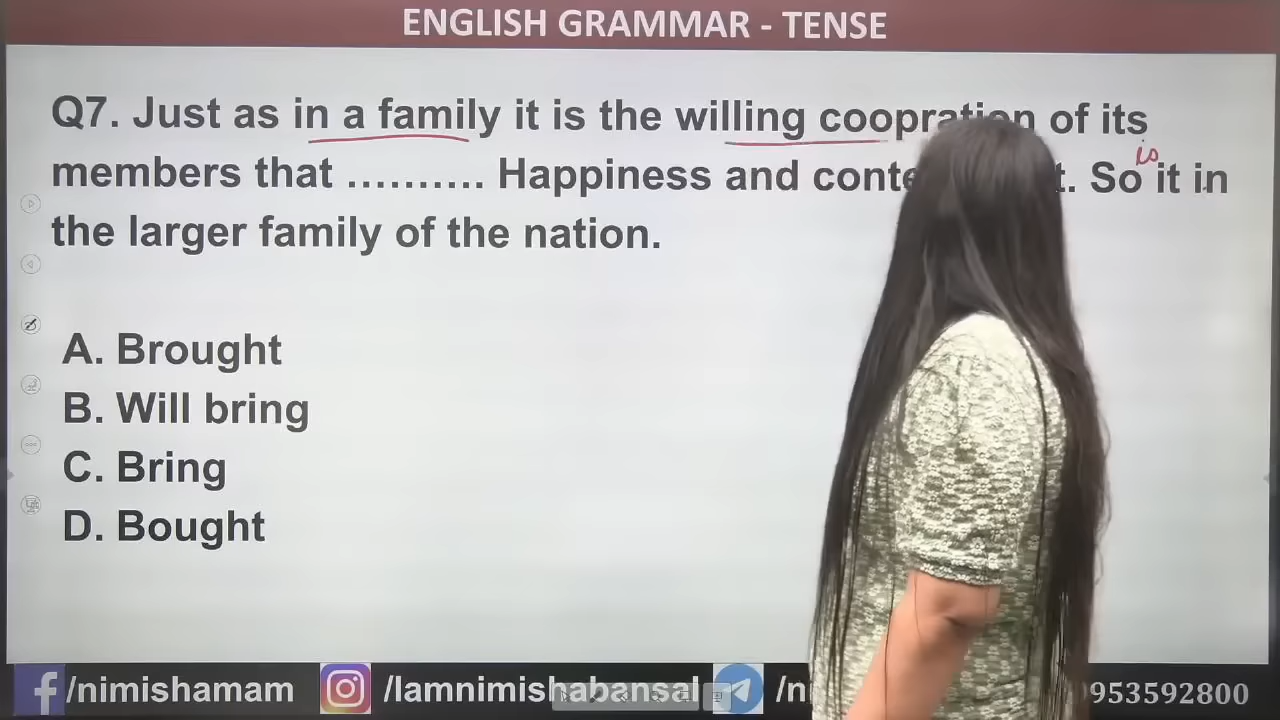 ENGLISH GRAMMAR - TENSE
Q7. Just as in a family it is the willing coopration of its
members that .......... Happiness and conte t. So is it in
the larger family of the nation.
A. Brought
B. Will bring
C. Bring
D. Bought
/nimishamam /Iamnimishabansal /n 953592800